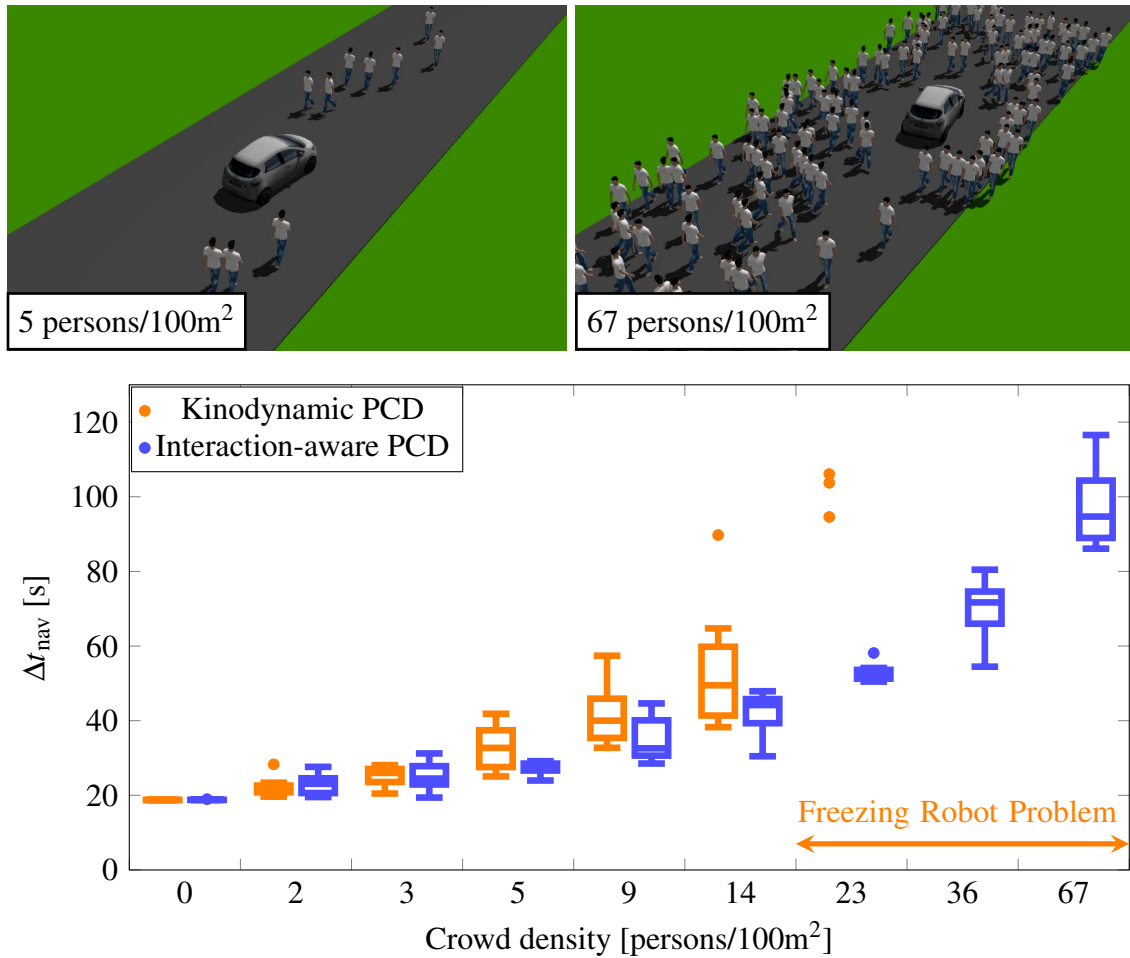 5 persons/100m²
67 persons/100m²
Kinodynamic PCD
Interaction-aware PCD
120
100
80
60
40
20
0
Δt_nav [s]
Freezing Robot Problem
0 2 3 5 9 14 23 36 67
Crowd density [persons/100m²]